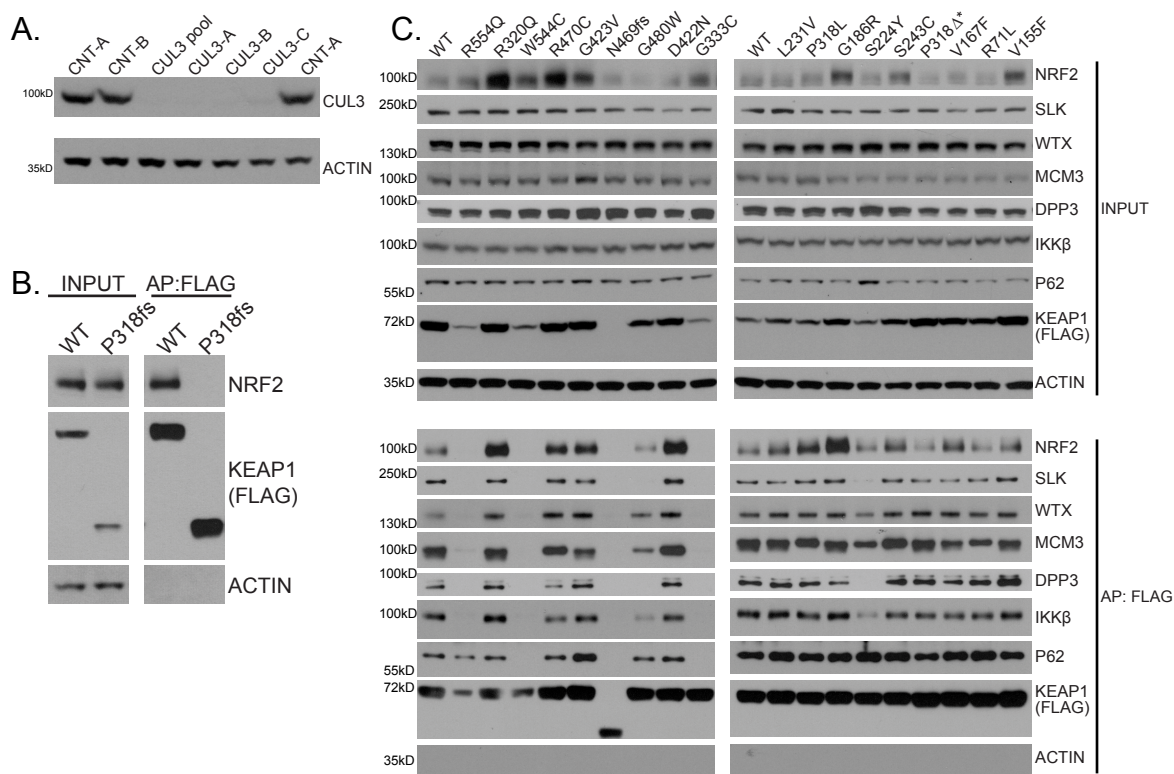 A.
CNT-A CNT-B CUL3 pool CUL3-A CUL3-B CUL3-C CNT-A
100kD CUL3
35kD ACTIN
B.
INPUT AP:FLAG
WT P318fs WT P318fs
NRF2
KEAP1
(FLAG)
ACTIN
C.
WT R554Q R320Q W544C R470C G423V N469fs G480W D422N G333C WT L231V P318L G186R S224Y S243C P318Δ* V167F R71L V155F
100kD NRF2
250kD SLK
130kD WTX
100kD MCM3
100kD DPP3
100kD IKKβ
55kD P62
72kD KEAP1
(FLAG)
35kD ACTIN
INPUT
100kD NRF2
250kD SLK
130kD WTX
100kD MCM3
100kD DPP3
100kD IKKβ
55kD P62
72kD KEAP1
(FLAG)
35kD ACTIN
AP: FLAG